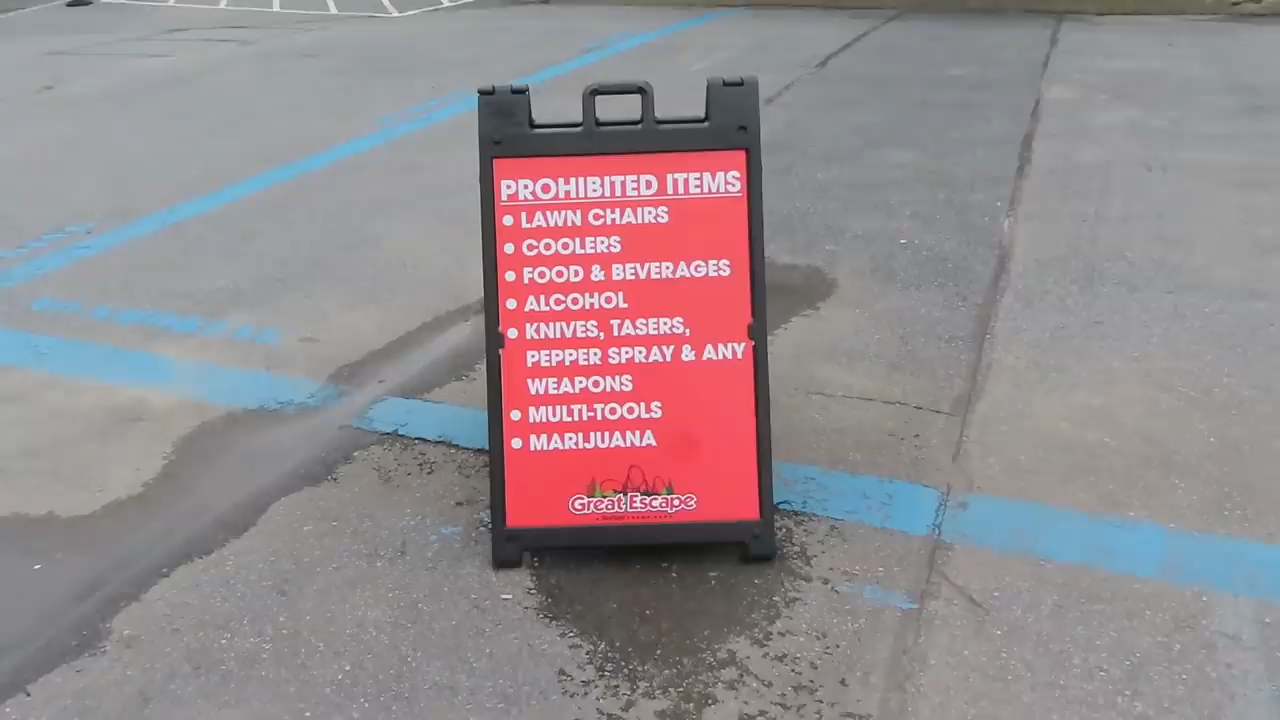 PROHIBITED ITEMS
• LAWN CHAIRS
• COOLERS
• FOOD & BEVERAGES
• ALCOHOL
• KNIVES, TASERS,
PEPPER SPRAY & ANY
WEAPONS
• MULTI-TOOLS
• MARIJUANA
Great Escape